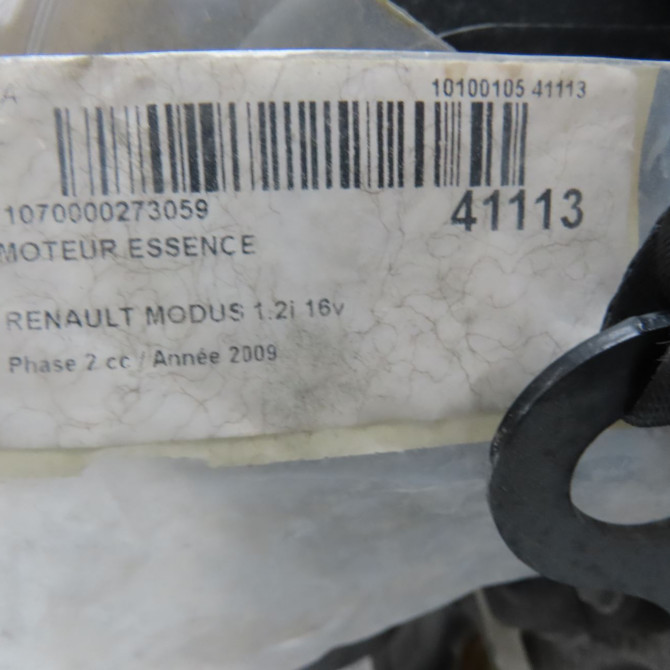 A
10100105 41113
1070000273059
41113
MOTEUR ESSENCE
RENAULT MODUS 1.2i 16v
Phase 2 cc / Année 2009